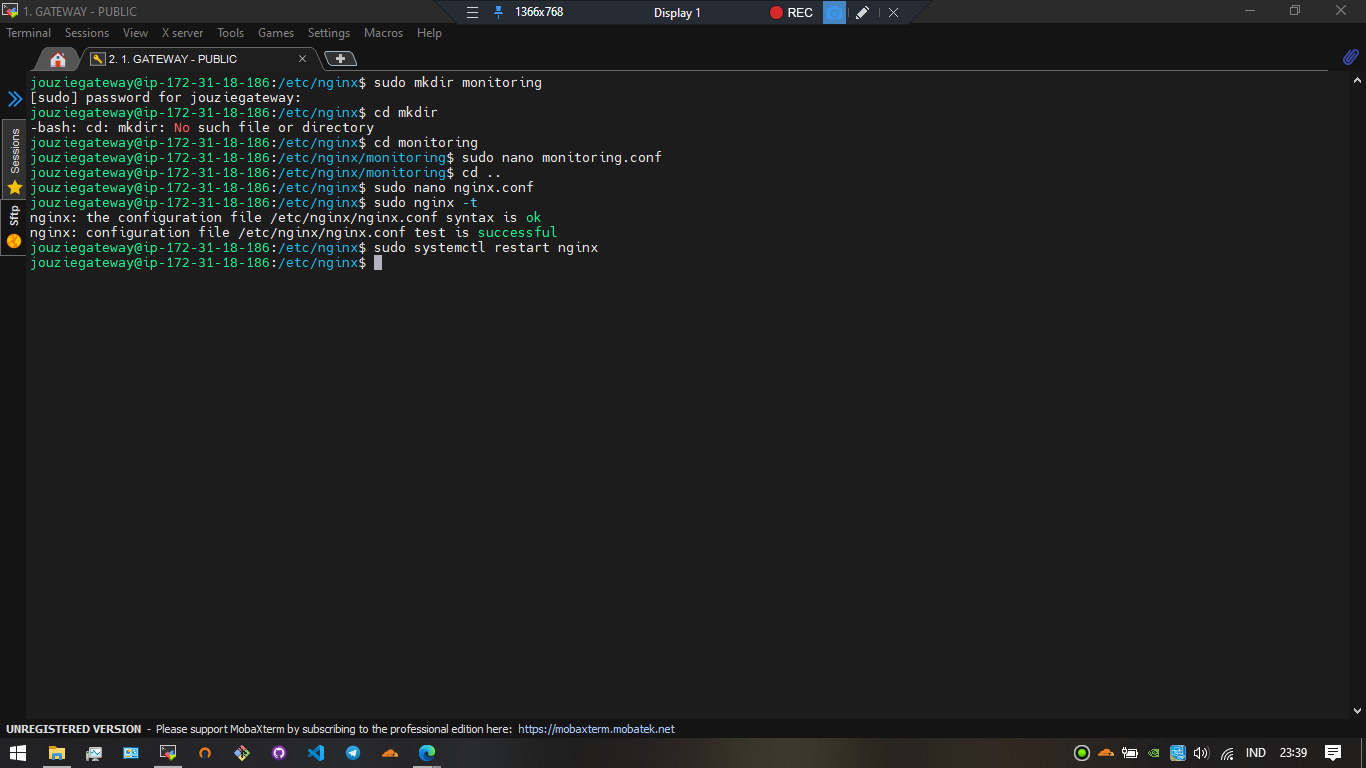 1. GATEWAY - PUBLIC
1366x768
Display 1
REC
Terminal Sessions View X server Tools Games Settings Macros Help
2. 1. GATEWAY - PUBLIC
Sessions
Sftp
jouziegateway@ip-172-31-18-186:/etc/nginx$ sudo mkdir monitoring
[sudo] password for jouziegateway:
jouziegateway@ip-172-31-18-186:/etc/nginx$ cd mkdir
-bash: cd: mkdir: No such file or directory
jouziegateway@ip-172-31-18-186:/etc/nginx$ cd monitoring
jouziegateway@ip-172-31-18-186:/etc/nginx/monitoring$ sudo nano monitoring.conf
jouziegateway@ip-172-31-18-186:/etc/nginx/monitoring$ cd ..
jouziegateway@ip-172-31-18-186:/etc/nginx$ sudo nano nginx.conf
jouziegateway@ip-172-31-18-186:/etc/nginx$ sudo nginx -t
nginx: the configuration file /etc/nginx/nginx.conf syntax is ok
nginx: configuration file /etc/nginx/nginx.conf test is successful
jouziegateway@ip-172-31-18-186:/etc/nginx$ sudo systemctl restart nginx
jouziegateway@ip-172-31-18-186:/etc/nginx$
UNREGISTERED VERSION - Please support MobaXterm by subscribing to the professional edition here: https://mobaxterm.mobatek.net
IND 23:39